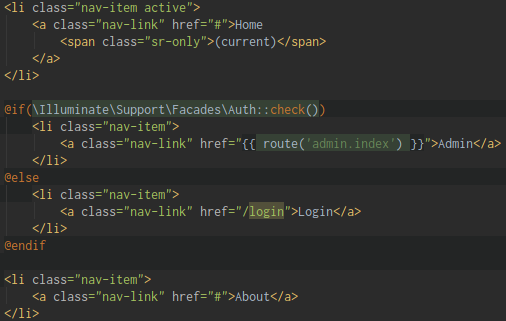 <li class="nav-item active">
    <a class="nav-link" href="#">Home
        <span class="sr-only">(current)</span>
    </a>
</li>

@if(\Illuminate\Support\Facades\Auth::check())
    <li class="nav-item">
        <a class="nav-link" href="{{ route('admin.index') }}">Admin</a>
    </li>
@else
    <li class="nav-item">
        <a class="nav-link" href="/login">Login</a>
    </li>
@endif

<li class="nav-item">
    <a class="nav-link" href="#">About</a>
</li>